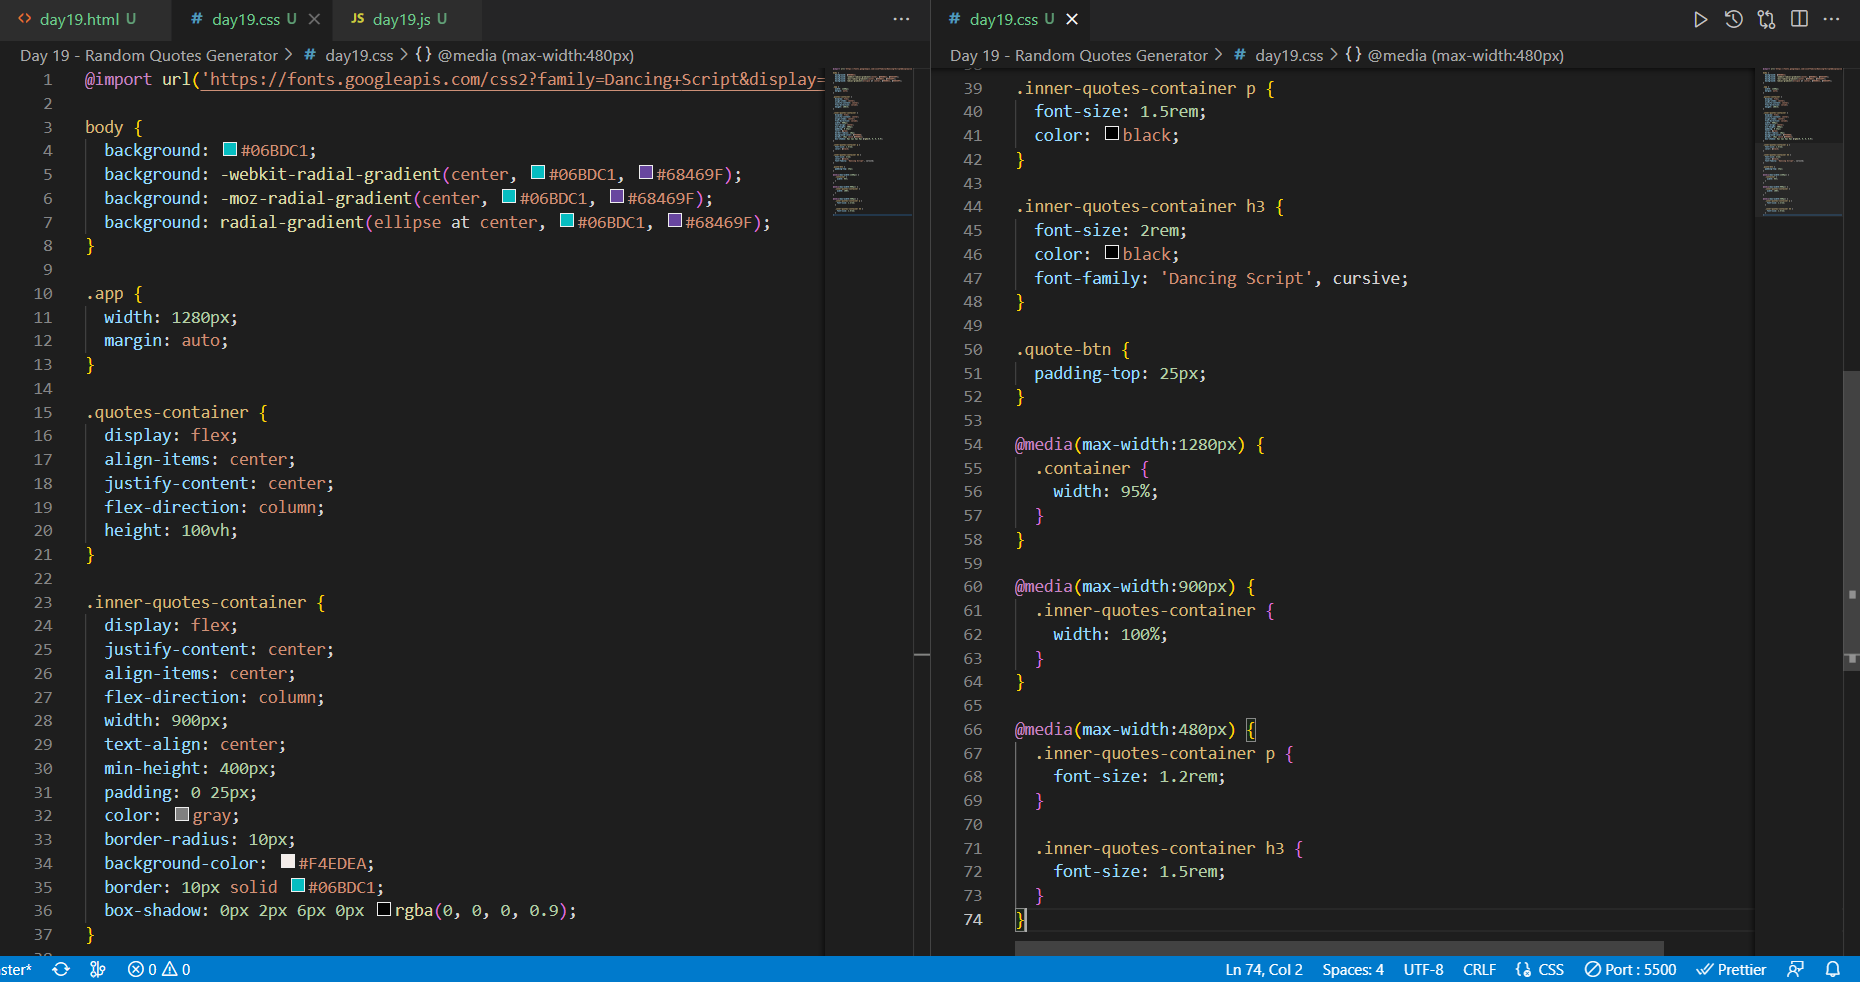 day19.html U
# day19.css U
JS day19.js U
Day 19 - Random Quotes Generator > # day19.css > {} @media (max-width:480px)
1 @import url('https://fonts.googleapis.com/css2?family=Dancing+Script&display=
2
3 body {
4 background: #06BDC1;
5 background: -webkit-radial-gradient(center, #06BDC1, #68469F);
6 background: -moz-radial-gradient(center, #06BDC1, #68469F);
7 background: radial-gradient(ellipse at center, #06BDC1, #68469F);
8 }
9
10 .app {
11 width: 1280px;
12 margin: auto;
13 }
14
15 .quotes-container {
16 display: flex;
17 align-items: center;
18 justify-content: center;
19 flex-direction: column;
20 height: 100vh;
21 }
22
23 .inner-quotes-container {
24 display: flex;
25 justify-content: center;
26 align-items: center;
27 flex-direction: column;
28 width: 900px;
29 text-align: center;
30 min-height: 400px;
31 padding: 0 25px;
32 color: gray;
33 border-radius: 10px;
34 background-color: #F4EDEA;
35 border: 10px solid #06BDC1;
36 box-shadow: 0px 2px 6px 0px rgba(0, 0, 0, 0.9);
37 }
# day19.css U
Day 19 - Random Quotes Generator > # day19.css > {} @media (max-width:480px)
39 .inner-quotes-container p {
40 font-size: 1.5rem;
41 color: black;
42 }
43
44 .inner-quotes-container h3 {
45 font-size: 2rem;
46 color: black;
47 font-family: 'Dancing Script', cursive;
48 }
49
50 .quote-btn {
51 padding-top: 25px;
52 }
53
54 @media(max-width:1280px) {
55 .container {
56 width: 95%;
57 }
58 }
59
60 @media(max-width:900px) {
61 .inner-quotes-container {
62 width: 100%;
63 }
64 }
65
66 @media(max-width:480px) {
67 .inner-quotes-container p {
68 font-size: 1.2rem;
69 }
70
71 .inner-quotes-container h3 {
72 font-size: 1.5rem;
73 }
74 }
ster* 0 0 Ln 74, Col 2 Spaces: 4 UTF-8 CRLF CSS Port : 5500 Prettier